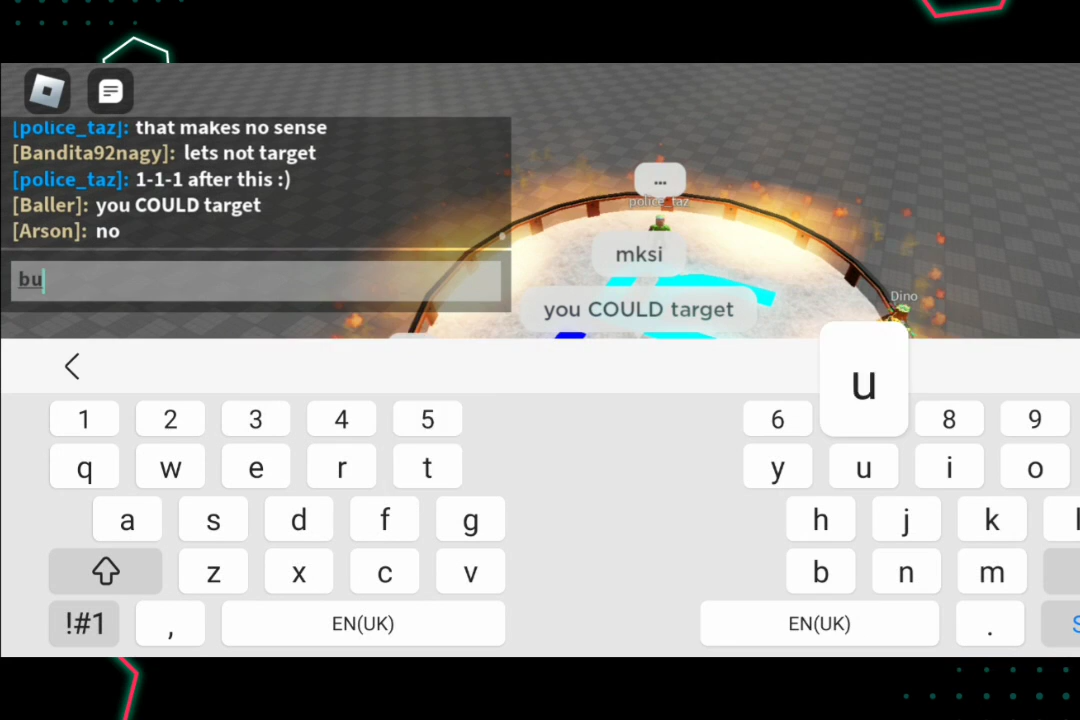 [police_taz]: that makes no sense
[Bandita92nagy]: lets not target
[police_taz]: 1-1-1 after this :)
[Baller]: you COULD target
[Arson]: no
bu
...
police_taz
mksi
you COULD target
Dino
u
1 2 3 4 5 6 8 9
q w e r t y u i o
a s d f g h j k l
z x c v b n m
!#1 , EN(UK) EN(UK) . S